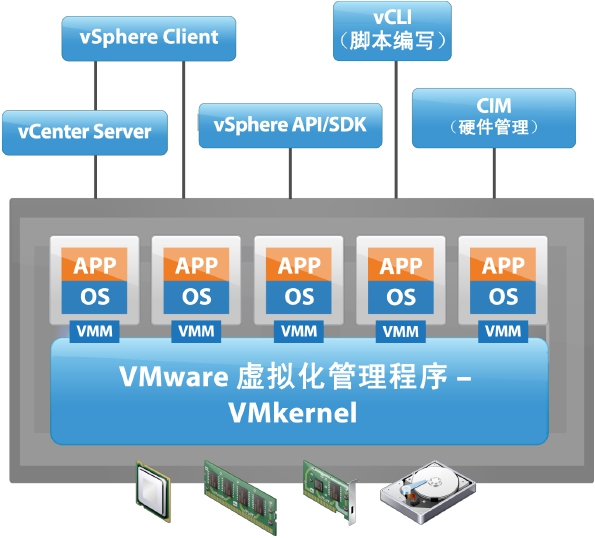 vSphere Client
vCLI
（脚本编写）
vCenter Server
vSphere API/SDK
CIM
（硬件管理）
APP
OS
VMM
APP
OS
VMM
APP
OS
VMM
APP
OS
VMM
APP
OS
VMM
VMware 虚拟化管理程序 –
VMkernel